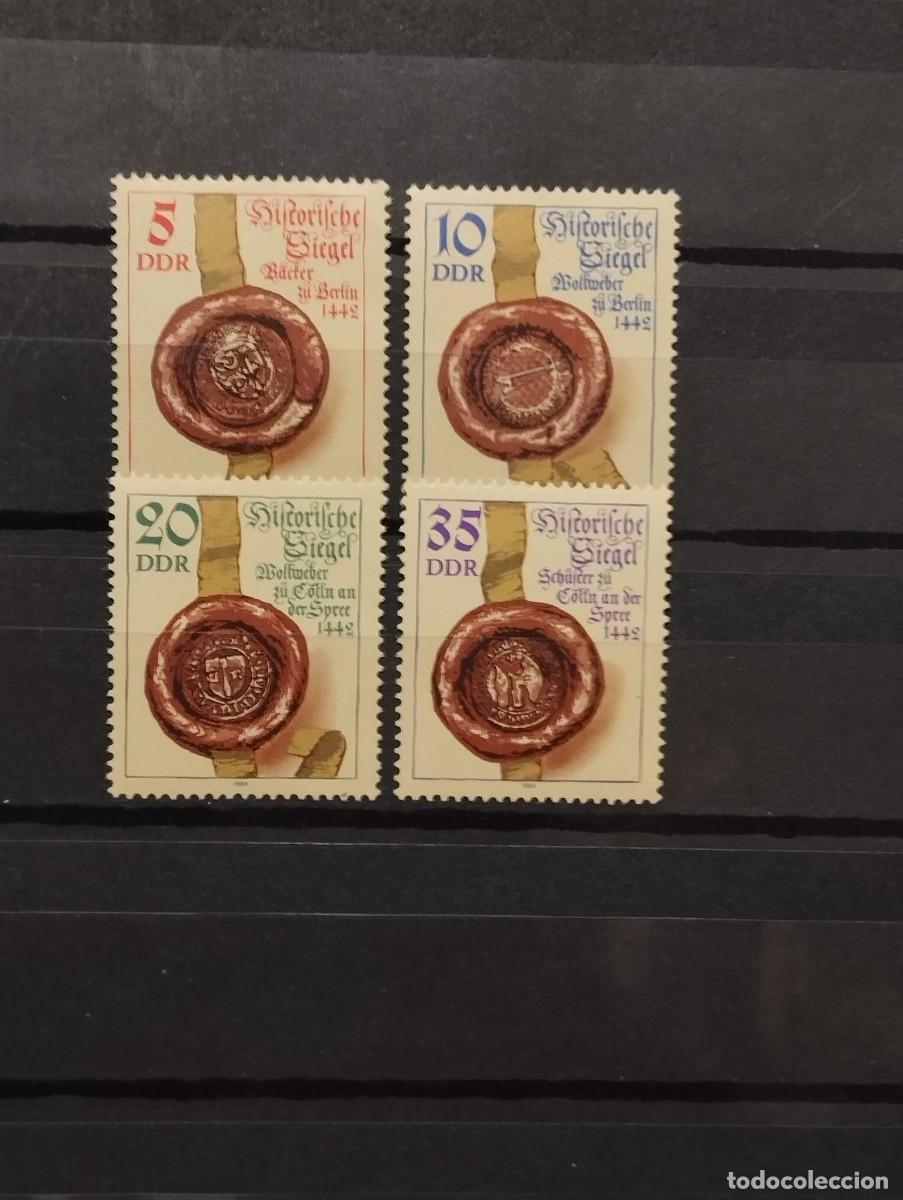 5
DDR
Historische
Siegel
Bäcker
zu Berlin
1442
10
DDR
Historische
Siegel
Wollweber
zu Berlin
1442
20
DDR
Historische
Siegel
Wollweber
zu Cölln an
der Spree
1442
1984
35
DDR
Historische
Siegel
Schuster zu
Cölln an der
Spree
1442
1984
todocoleccion